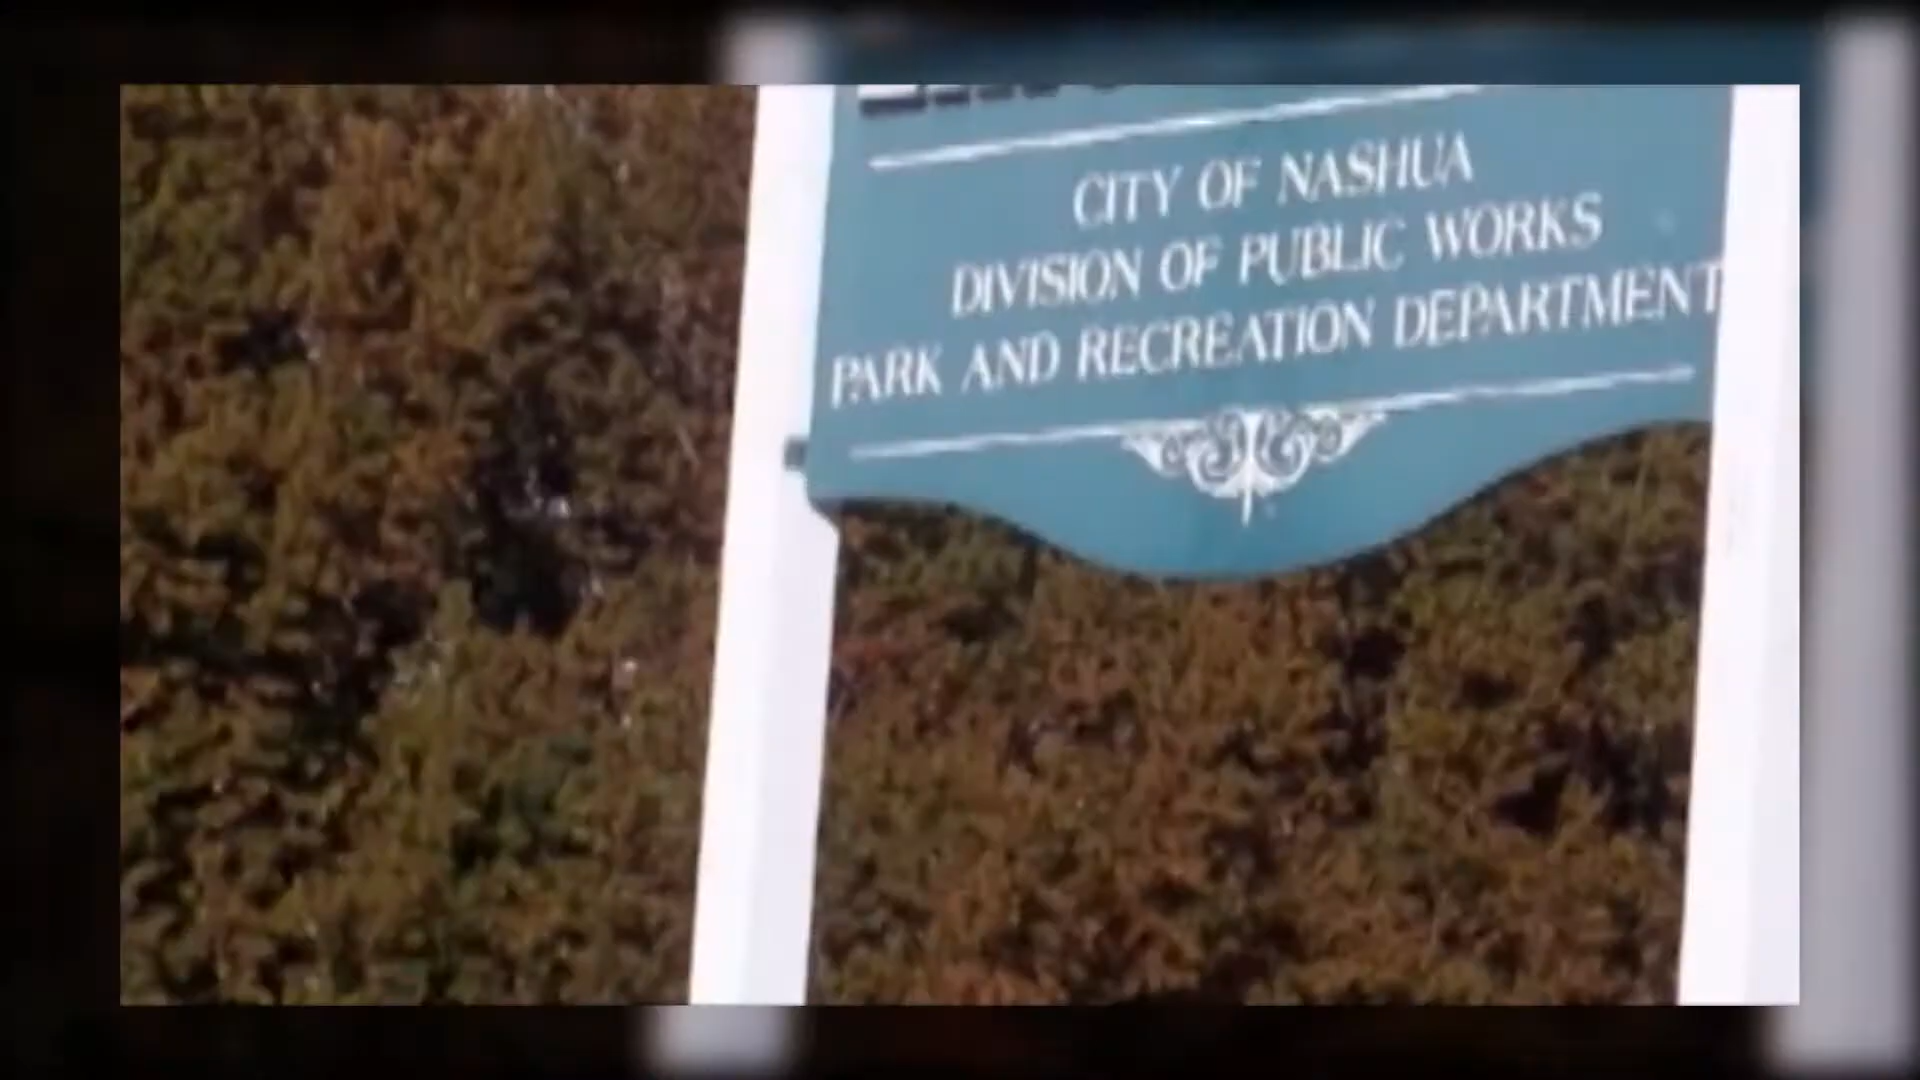 CITY OF NASHUA
DIVISION OF PUBLIC WORKS
PARK AND RECREATION DEPARTMENT